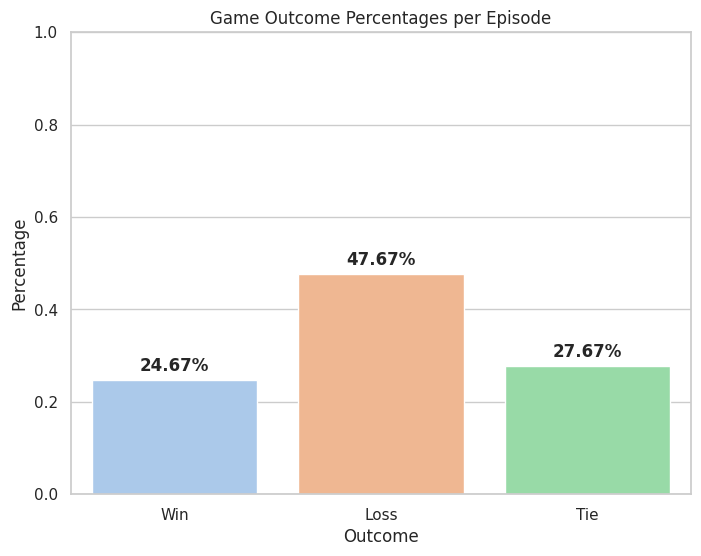 Game Outcome Percentages per Episode
1.0
0.8
0.6
0.4
0.2
0.0
Percentage
24.67%
47.67%
27.67%
Win Loss Tie
Outcome